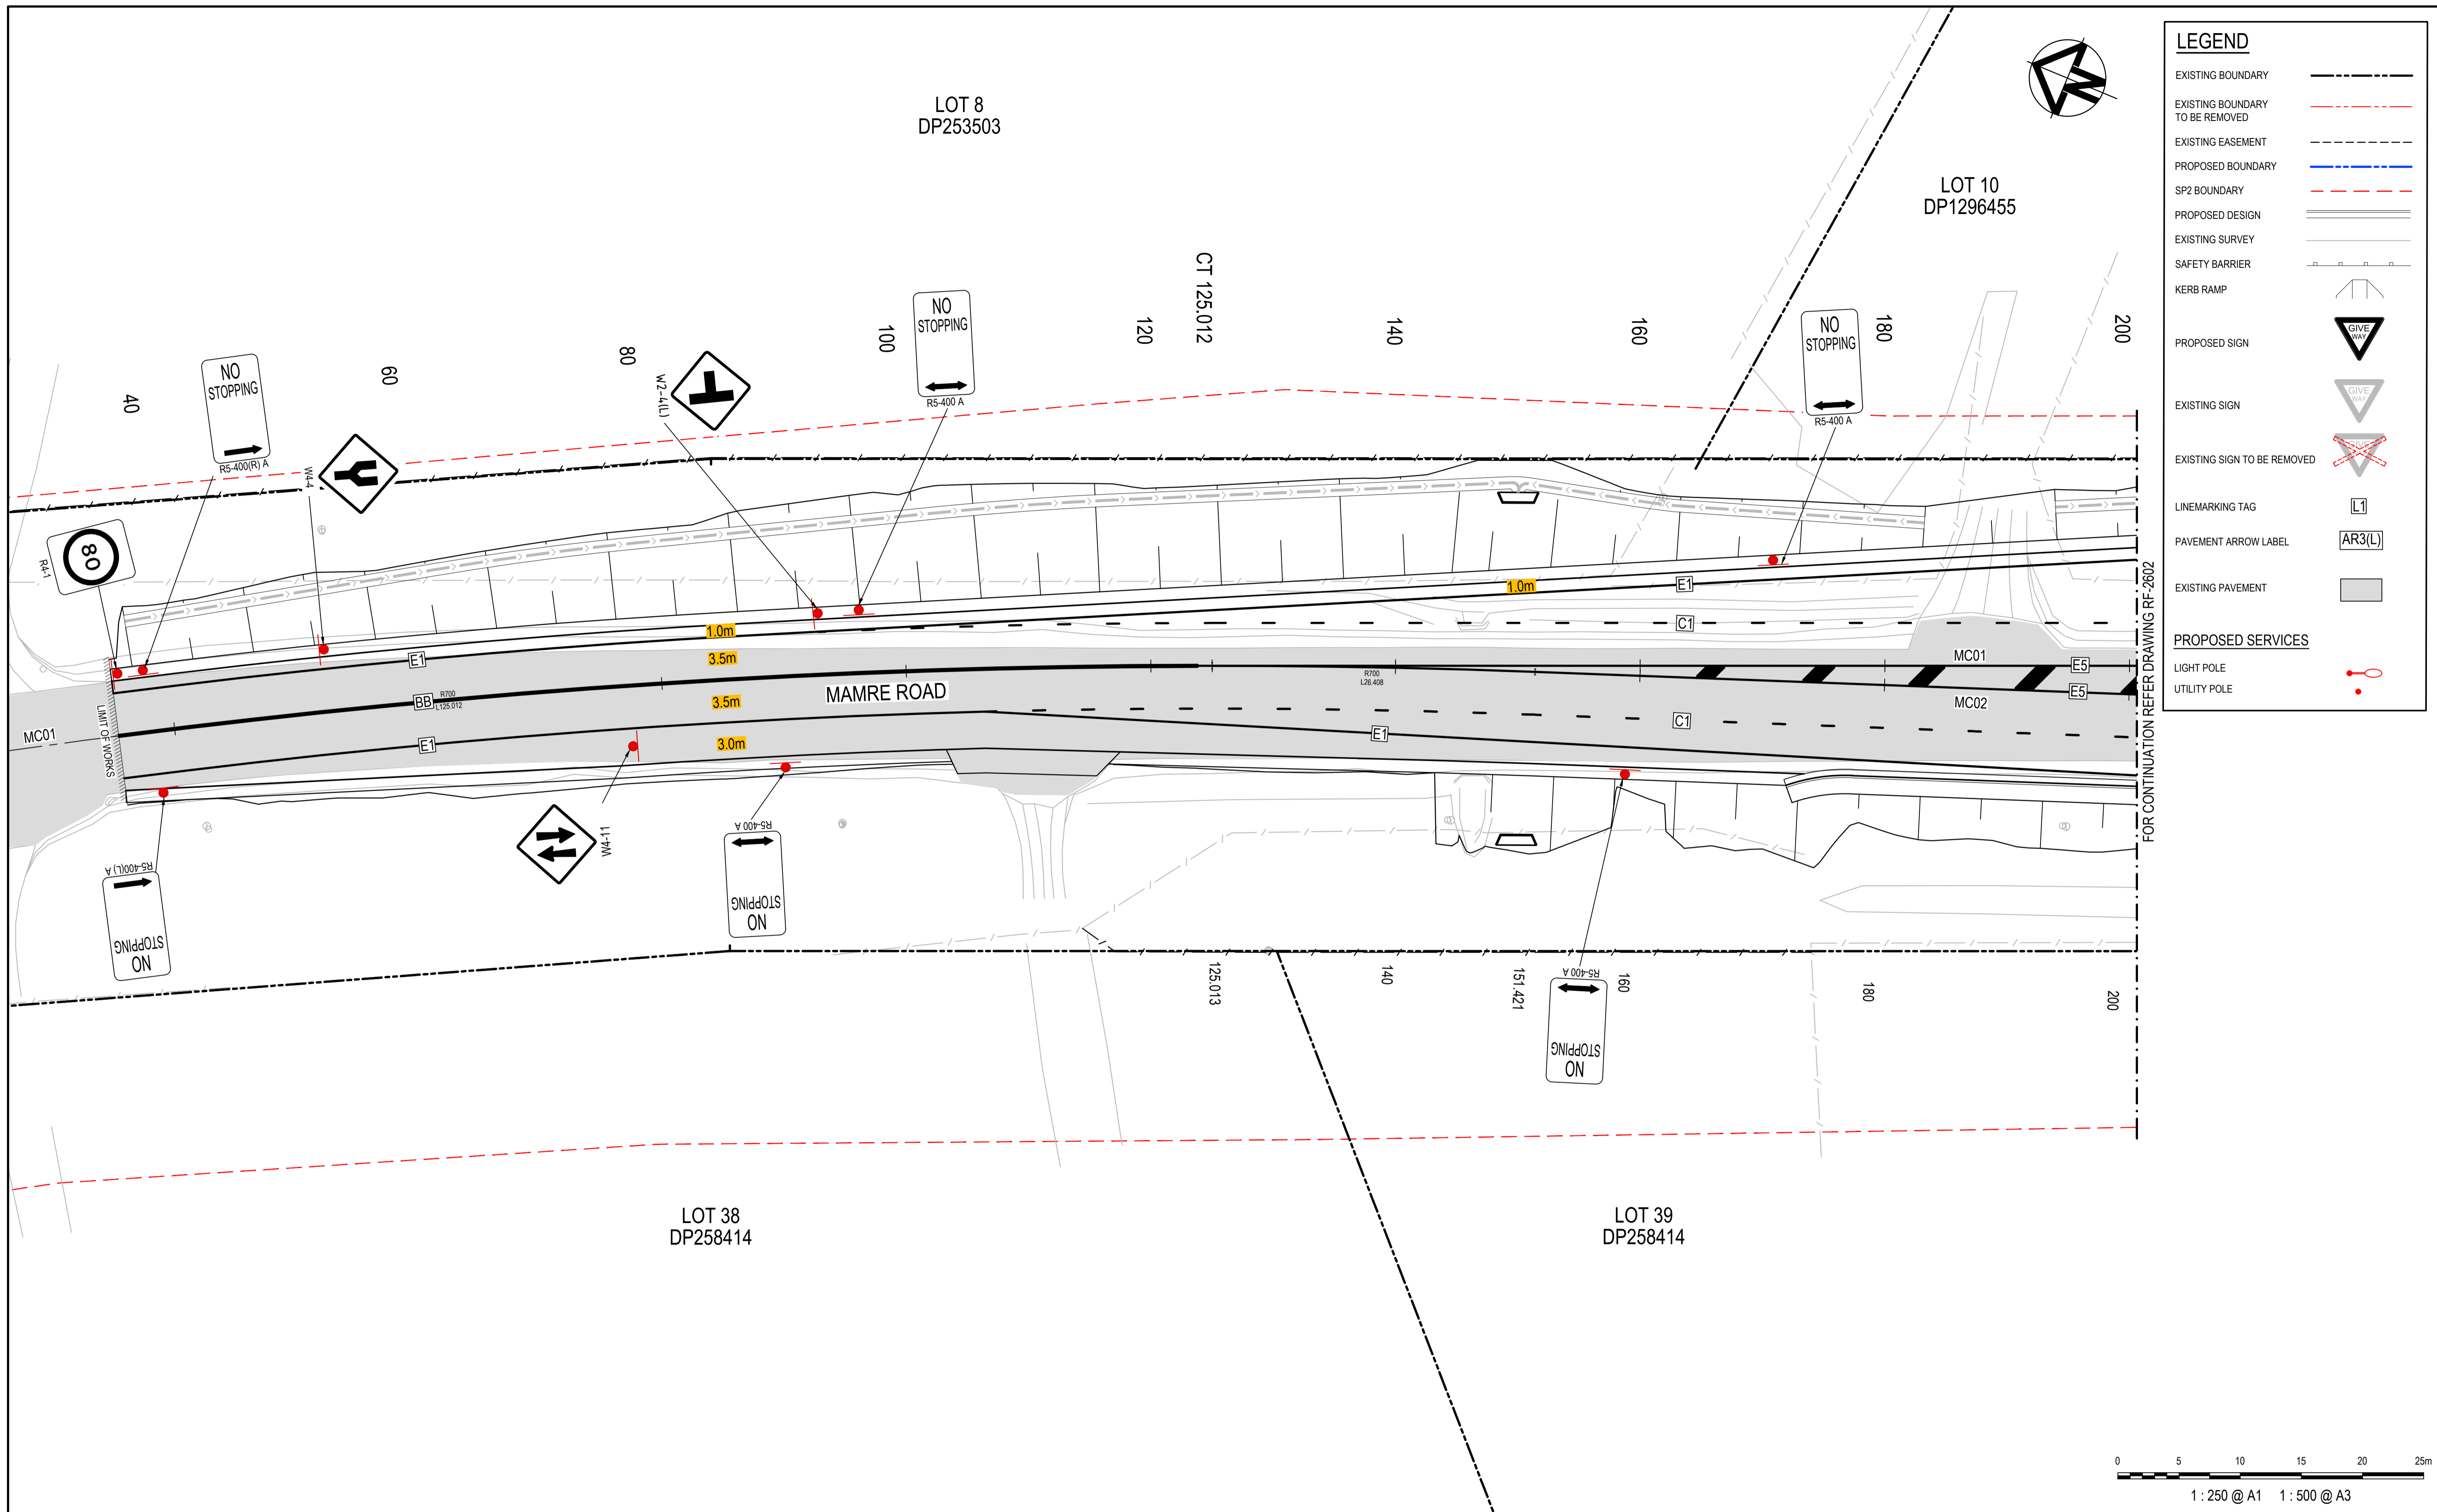 LOT 8
DP253503
LOT 10
DP1296455
N
40
60
80
100
120
CT 125.012
140
160
180
200
NO
STOPPING
R5-400(R) A
W4-4
80
R4-1
W2-4(L)
NO
STOPPING
R5-400 A
NO
STOPPING
R5-400 A
1.0m
E1
C1
1.0m
3.5m
E1
MC01
E5
BB
R700
L125.012
3.5m
MAMRE ROAD
R700
L26.408
E5
MC02
MC01
LIMIT OF WORKS
E1
3.0m
E1
C1
FOR CONTINUATION REFER DRAWING RF-2602
R5-400(L) A
NO
STOPPING
W4-11
R5-400 A
NO
STOPPING
R5-400 A
NO
STOPPING
125.013
140
151.421
160
180
200
LOT 38
DP258414
LOT 39
DP258414
LEGEND
EXISTING BOUNDARY
EXISTING BOUNDARY
TO BE REMOVED
EXISTING EASEMENT
PROPOSED BOUNDARY
SP2 BOUNDARY
PROPOSED DESIGN
EXISTING SURVEY
SAFETY BARRIER
KERB RAMP
PROPOSED SIGN
GIVE
WAY
EXISTING SIGN
GIVE
WAY
EXISTING SIGN TO BE REMOVED
GIVE
LINEMARKING TAG
L1
PAVEMENT ARROW LABEL
AR3(L)
EXISTING PAVEMENT
PROPOSED SERVICES
LIGHT POLE
UTILITY POLE
0 5 10 15 20 25m
1 : 250 @ A1 1 : 500 @ A3